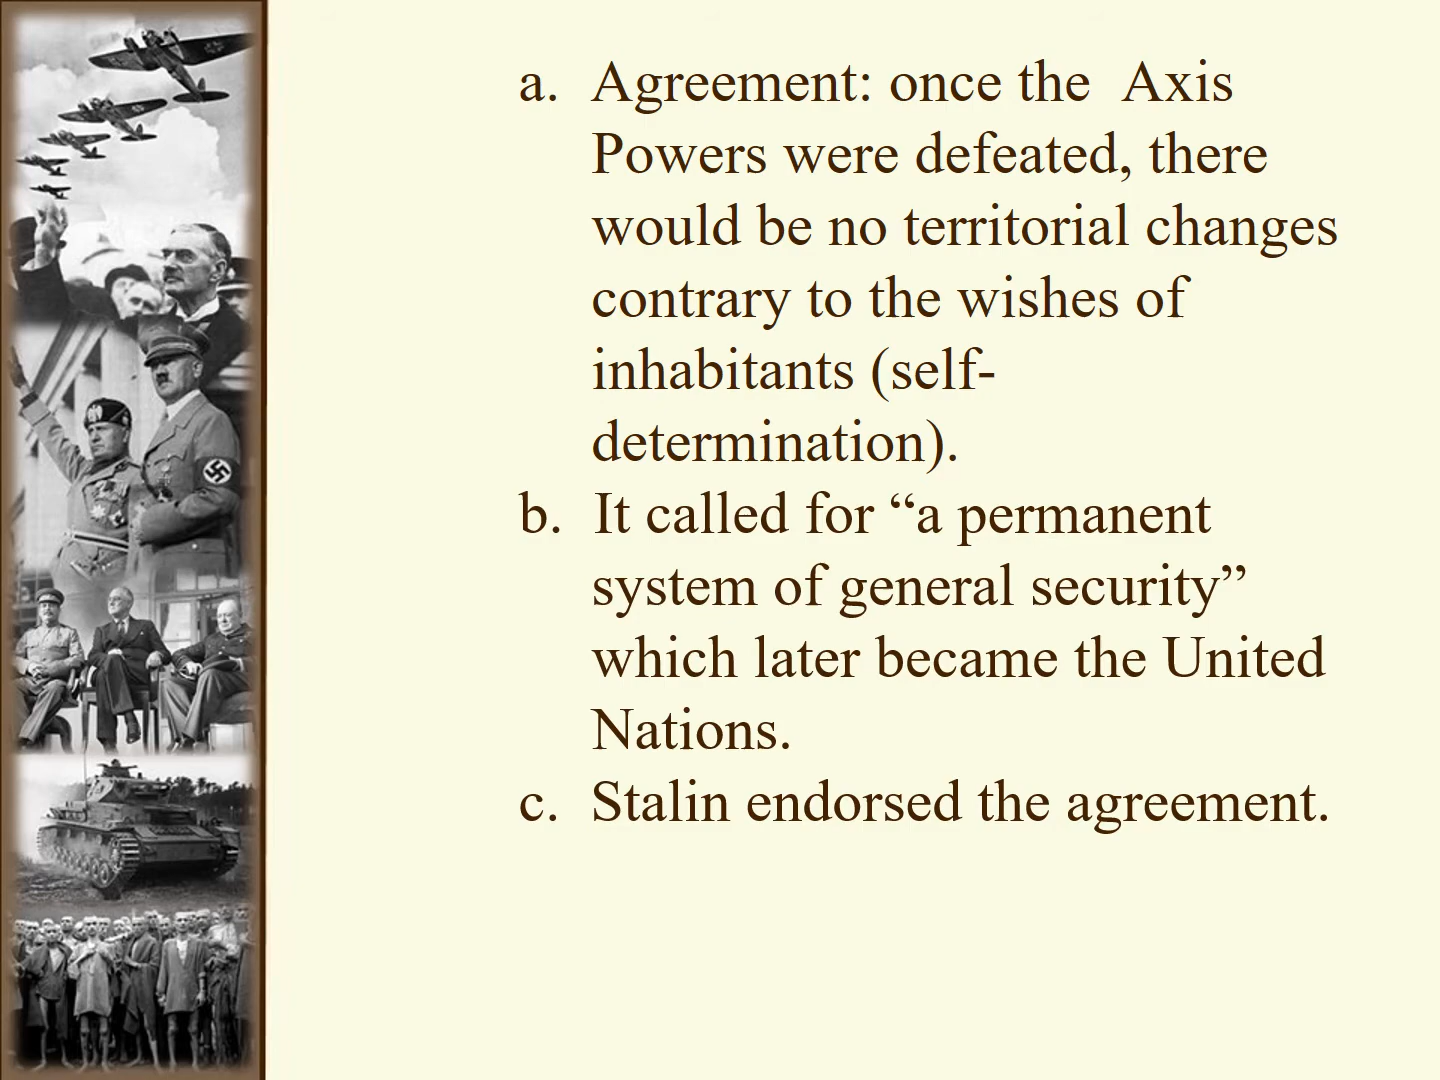 a. Agreement: once the Axis
Powers were defeated, there
would be no territorial changes
contrary to the wishes of
inhabitants (self-
determination).
b. It called for “a permanent
system of general security”
which later became the United
Nations.
c. Stalin endorsed the agreement.